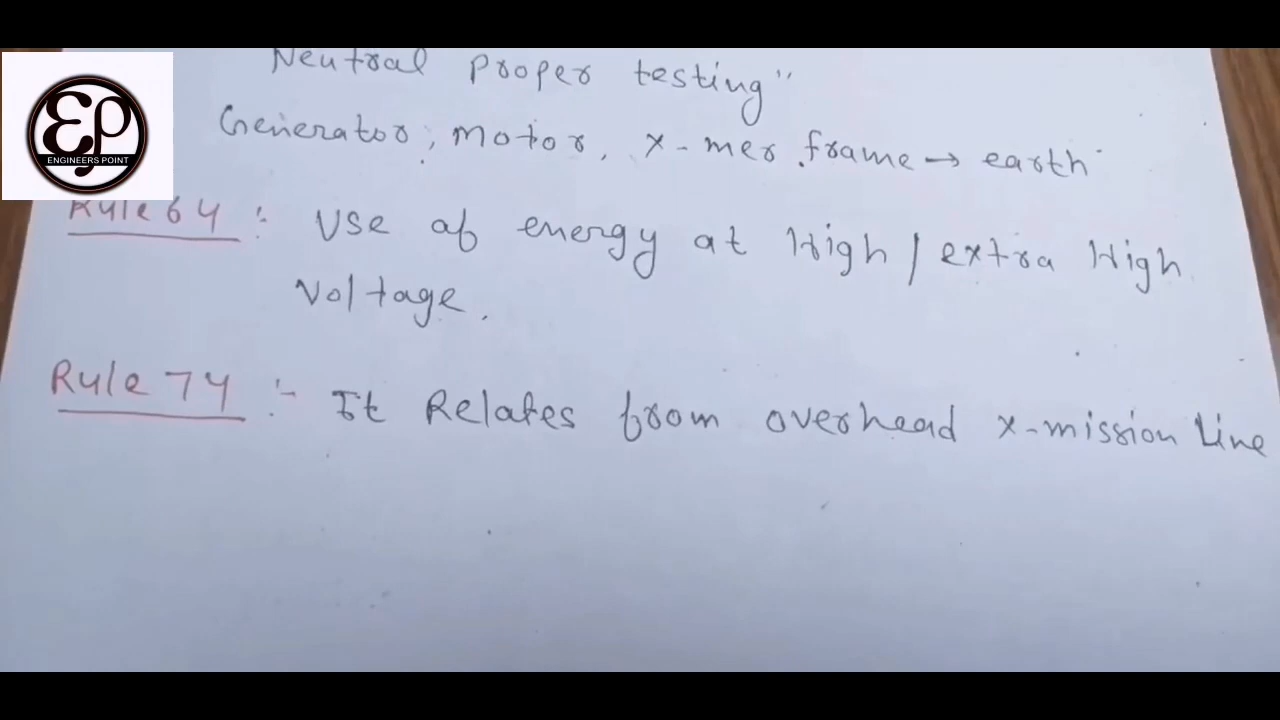 Neutral proper testing"
Generator, Motor, x-mer frame → earth
EP
ENGINEERS POINT
Rule 64 :- Use of energy at High / extra High
Voltage.
Rule 74 :- It Relates from overhead x-mission Line